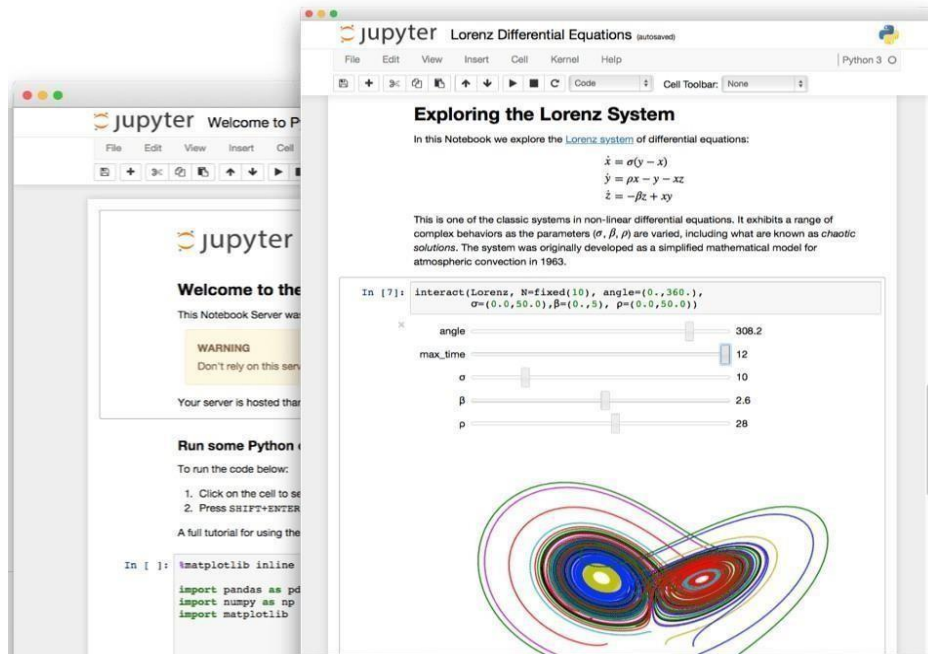 jupyter Welcome to P
File Edit View Insert Cell
jupyter
Welcome to the
This Notebook Server was
WARNING
Don't rely on this serv
Your server is hosted than
Run some Python
To run the code below:
1. Click on the cell to se
2. Press SHIFT+ENTER
A full tutorial for using the
In [ ]: %matplotlib inline
import pandas as pd
import numpy as np
import matplotlib
jupyter Lorenz Differential Equations (autosaved)
File Edit View Insert Cell Kernel Help Python 3
Code Cell Toolbar: None
Exploring the Lorenz System
In this Notebook we explore the Lorenz system of differential equations:
ẋ = σ(y − x)
ẏ = ρx − y − xz
ż = −βz + xy
This is one of the classic systems in non-linear differential equations. It exhibits a range of
complex behaviors as the parameters (σ, β, ρ) are varied, including what are known as chaotic
solutions. The system was originally developed as a simplified mathematical model for
atmospheric convection in 1963.
In [7]: interact(Lorenz, N=fixed(10), angle=(0.,360.),
σ=(0.0,50.0),β=(0.,5), ρ=(0.0,50.0))
angle 308.2
max_time 12
σ 10
β 2.6
ρ 28